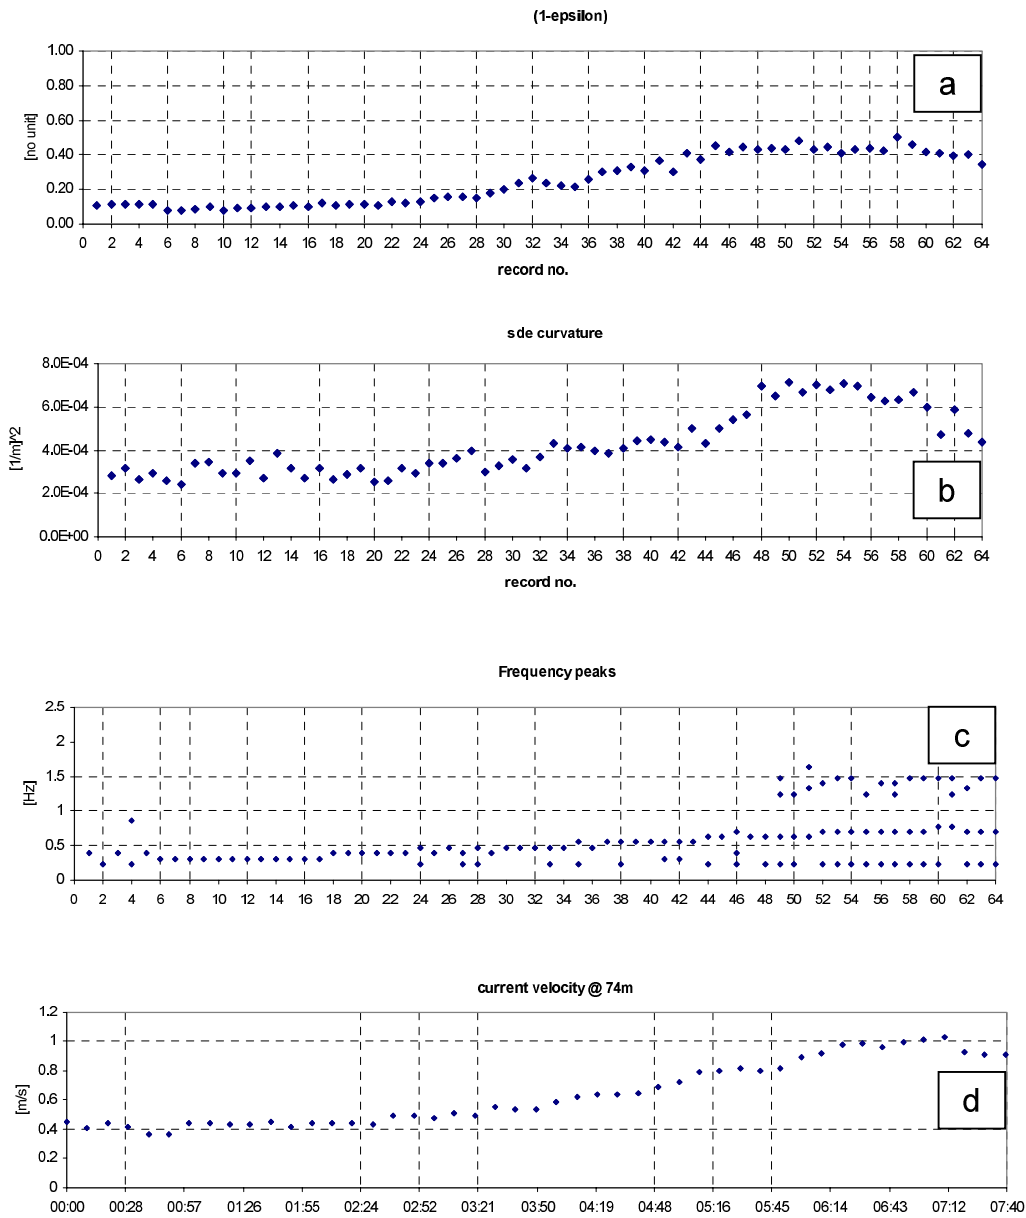 (1-epsilon)
1.00
0.80
0.60
0.40
0.20
0.00
[no unit]
a
0 2 4 6 8 10 12 14 16 18 20 22 24 26 28 30 32 34 36 38 40 42 44 46 48 50 52 54 56 58 60 62 64
record no.
sde curvature
8.0E-04
6.0E-04
4.0E-04
2.0E-04
0.0E+00
[1/m]^2
b
0 2 4 6 8 10 12 14 16 18 20 22 24 26 28 30 32 34 36 38 40 42 44 46 48 50 52 54 56 58 60 62 64
record no.
Frequency peaks
2.5
2
1.5
1
0.5
0
[Hz]
c
0 2 4 6 8 10 12 14 16 18 20 22 24 26 28 30 32 34 36 38 40 42 44 46 48 50 52 54 56 58 60 62 64
current velocity @ 74m
1.2
1
0.8
0.6
0.4
0.2
0
[m/s]
d
00:00 00:28 00:57 01:26 01:55 02:24 02:52 03:21 03:50 04:19 04:48 05:16 05:45 06:14 06:43 07:12 07:40